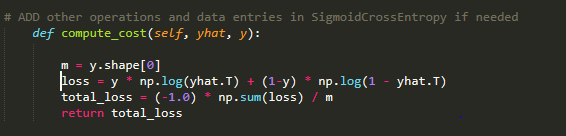 # ADD other operations and data entries in SigmoidCrossEntropy if needed
def compute_cost(self, yhat, y):
m = y.shape[0]
loss = y * np.log(yhat.T) + (1-y) * np.log(1 - yhat.T)
total_loss = (-1.0) * np.sum(loss) / m
return total_loss